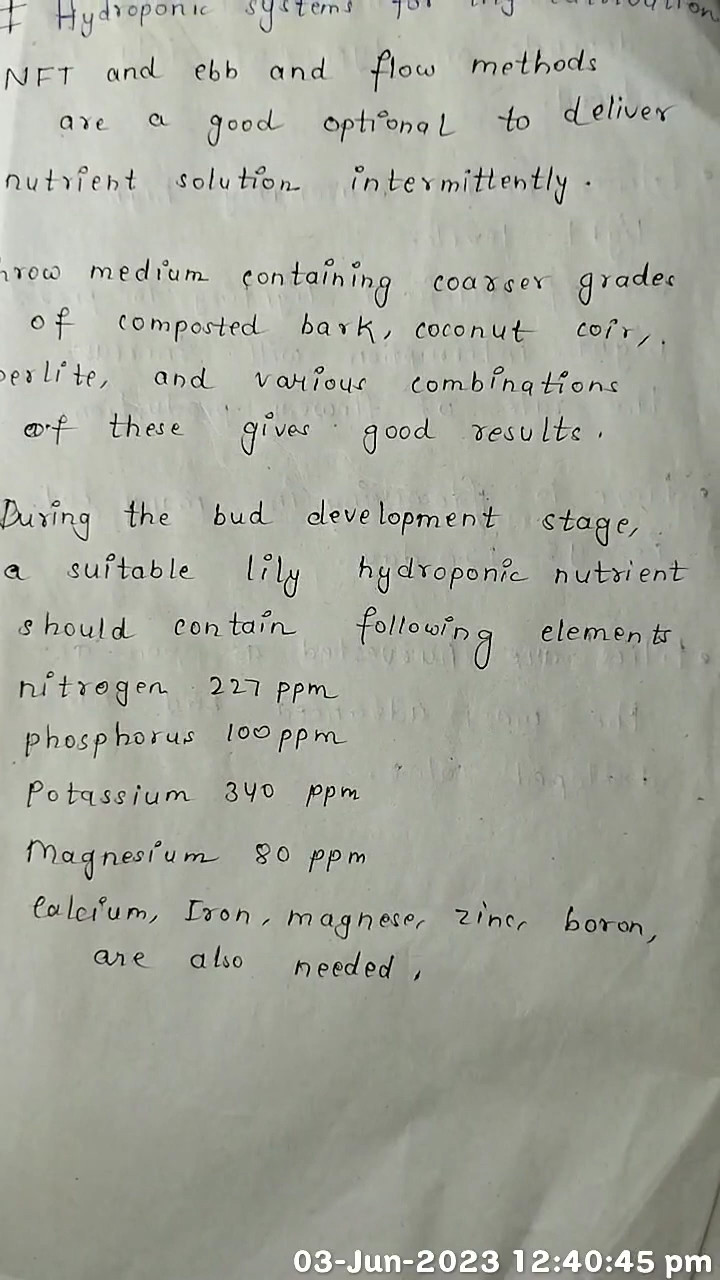 # Hydroponic systems for lily cultivation
NFT and ebb and flow methods
are a good optional to deliver
nutrient solution intermittently.
hrow medium containing coarser grades
of composted bark, coconut coir,.
perlite, and various combinations
of these gives good results.
During the bud development stage,
a suitable lily hydroponic nutrient
should contain following elements.
nitrogen 227 ppm
phosphorus 100 ppm
Potassium 340 ppm
Magnesium 80 ppm
Calcium, Iron, magnese, zinc, boron,
are also needed,
03-Jun-2023 12:40:45 pm